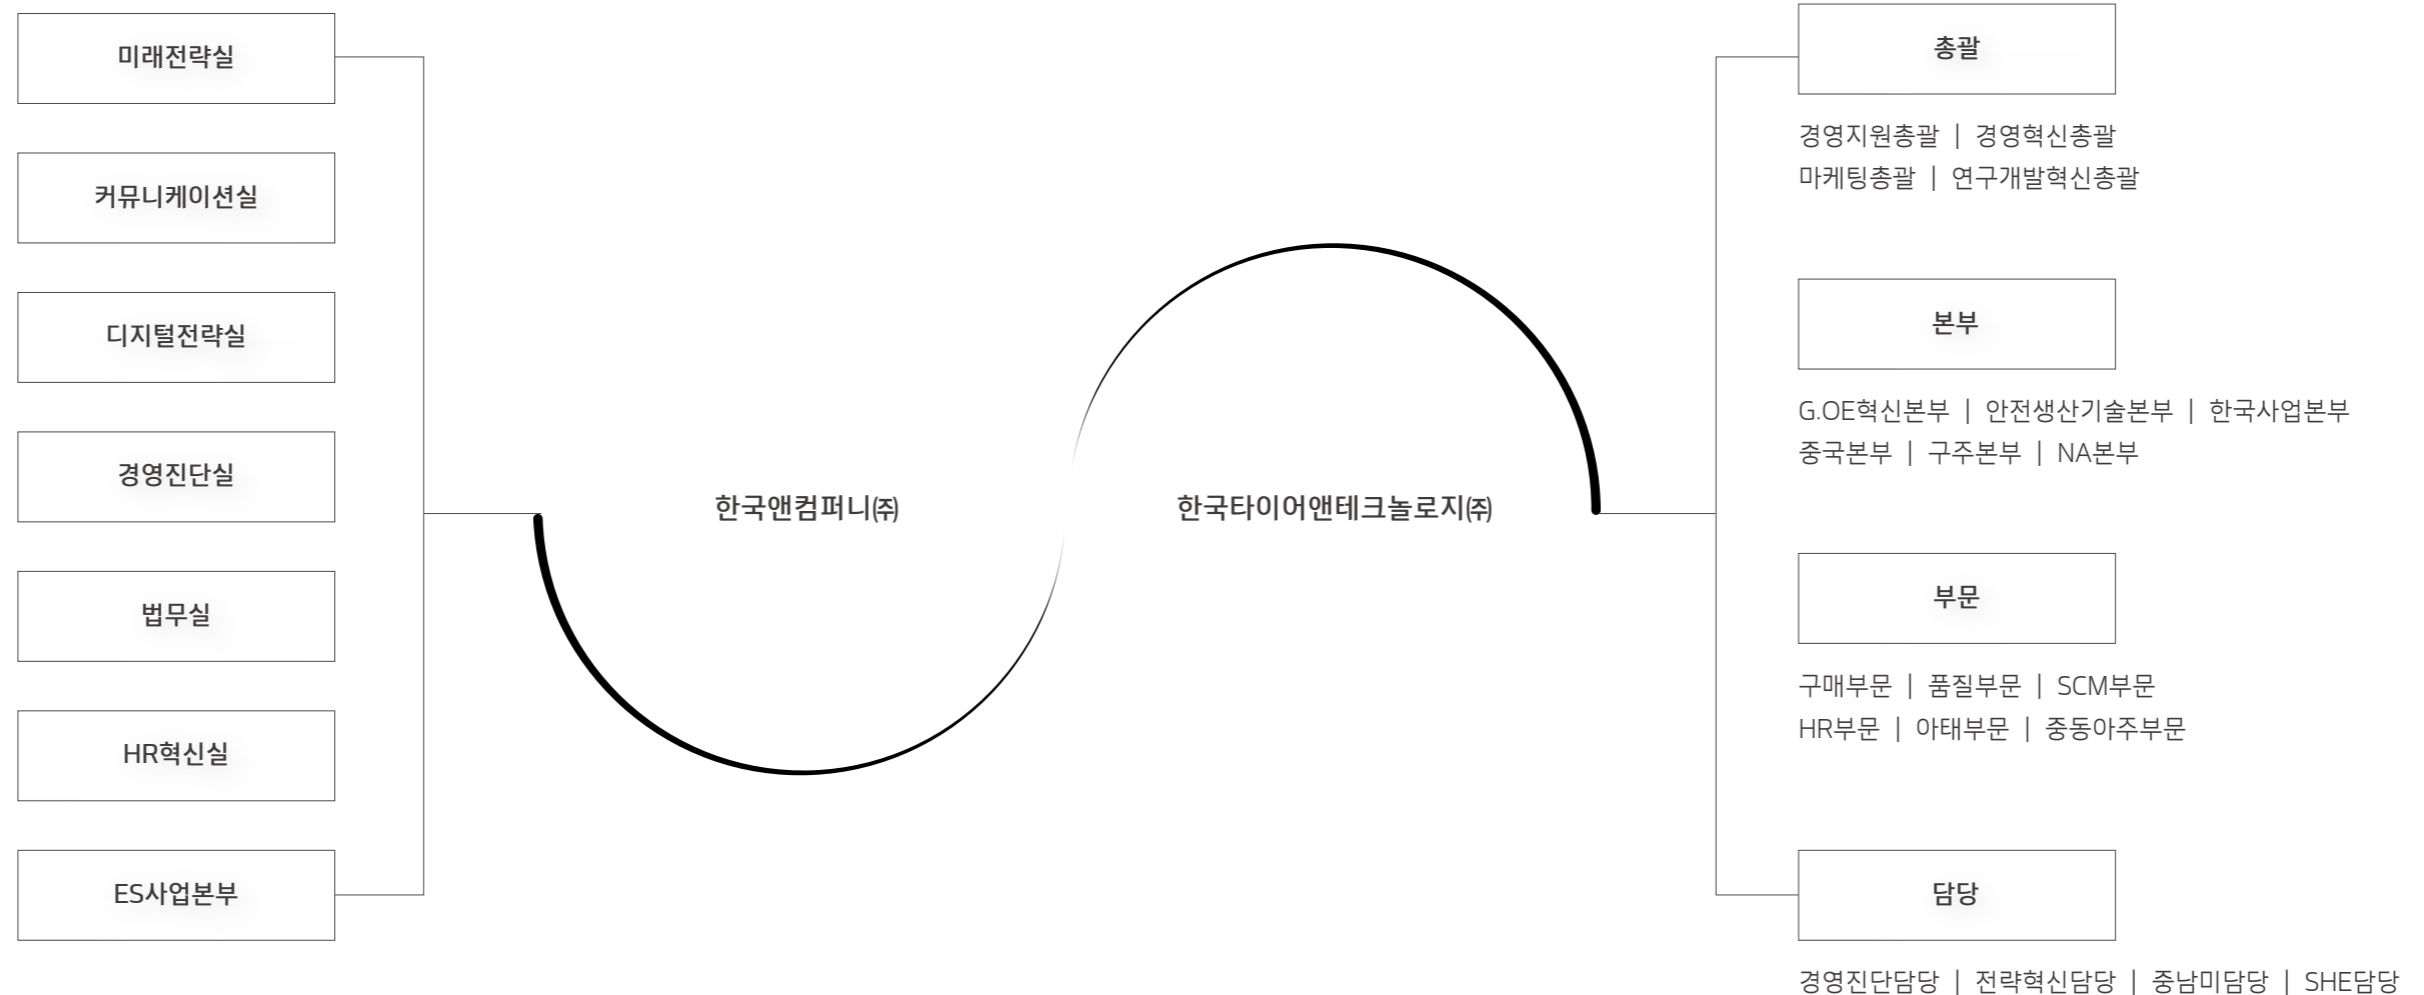 미래전략실
커뮤니케이션실
디지털전략실
경영진단실
법무실
HR혁신실
ES사업본부
한국앤컴퍼니㈜
한국타이어앤테크놀로지㈜
총괄
경영지원총괄 | 경영혁신총괄
마케팅총괄 | 연구개발혁신총괄
본부
G.OE혁신본부 | 안전생산기술본부 | 한국사업본부
중국본부 | 구주본부 | NA본부
부문
구매부문 | 품질부문 | SCM부문
HR부문 | 아태부문 | 중동아주부문
담당
경영진단담당 | 전략혁신담당 | 중남미담당 | SHE담당